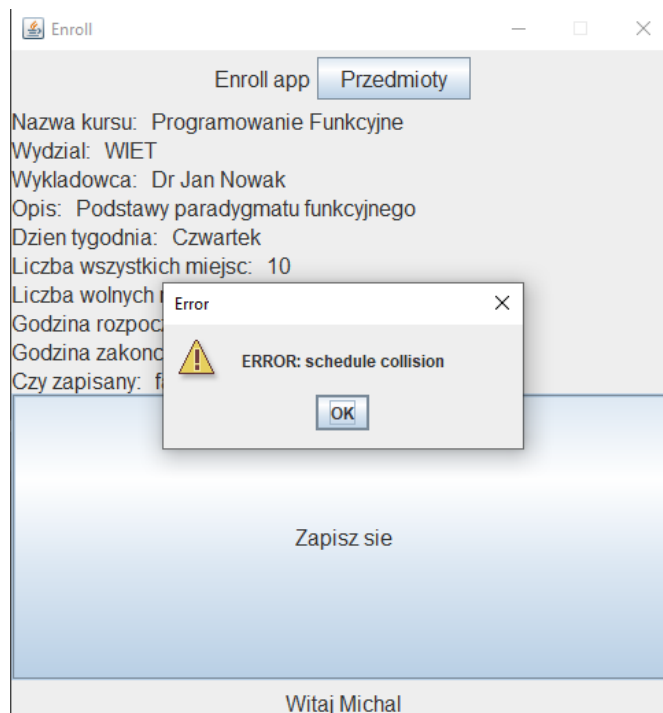 Enroll
Enroll app Przedmioty
Nazwa kursu: Programowanie Funkcyjne
Wydzial: WIET
Wykladowca: Dr Jan Nowak
Opis: Podstawy paradygmatu funkcyjnego
Dzien tygodnia: Czwartek
Liczba wszystkich miejsc: 10
Liczba wolnych
Godzina
Godzina
Czy zapisany:
Error
ERROR: schedule collision
OK
Zapisz sie
Witaj Michal